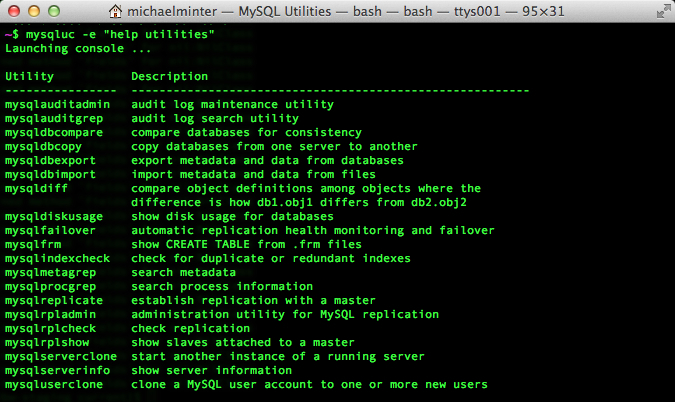 michaelminter — MySQL Utilities — bash — bash — ttys001 — 95×31
~$ mysqluc -e "help utilities"
Launching console ...
Utility Description
---------------- ---------------------------------------------------------
mysqlauditadmin audit log maintenance utility
mysqlauditgrep audit log search utility
mysqldbcompare compare databases for consistency
mysqldbcopy copy databases from one server to another
mysqldbexport export metadata and data from databases
mysqldbimport import metadata and data from files
mysqldiff compare object definitions among objects where the
difference is how db1.obj1 differs from db2.obj2
mysqldiskusage show disk usage for databases
mysqlfailover automatic replication health monitoring and failover
mysqlfrm show CREATE TABLE from .frm files
mysqlindexcheck check for duplicate or redundant indexes
mysqlmetagrep search metadata
mysqlprocgrep search process information
mysqlreplicate establish replication with a master
mysqlrpladmin administration utility for MySQL replication
mysqlrplcheck check replication
mysqlrplshow show slaves attached to a master
mysqlserverclone start another instance of a running server
mysqlserverinfo show server information
mysqluserclone clone a MySQL user account to one or more new users